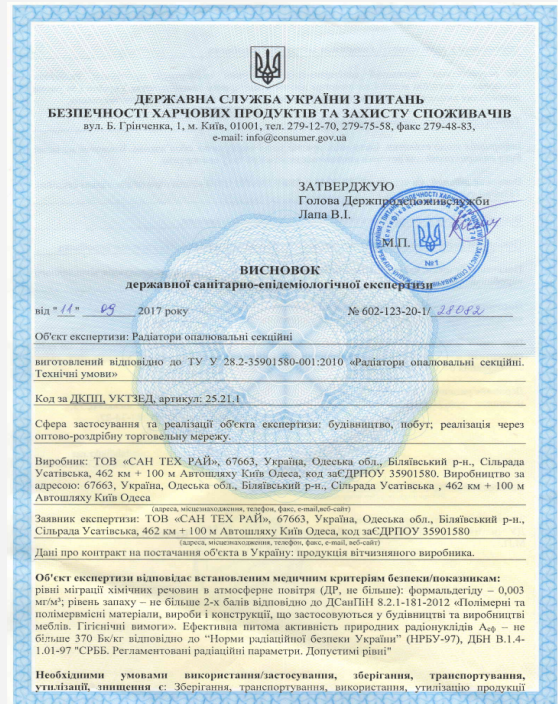 ДЕРЖАВНА СЛУЖБА УКРАЇНИ З ПИТАНЬ
БЕЗПЕЧНОСТІ ХАРЧОВИХ ПРОДУКТІВ ТА ЗАХИСТУ СПОЖИВАЧІВ
вул. Б. Грінченка, 1, м. Київ, 01001, тел. 279-12-70, 279-75-58, факс 279-48-83,
e-mail: info@consumer.gov.ua
ЗАТВЕРДЖУЮ
Голова Держпродспоживслужби
Лапа В.І.
М.П.
№1
ВИСНОВОК
державної санітарно-епідеміологічної експертизи
від "11" 09 2017 року № 602-123-20-1/ 28082
Об'єкт експертизи: Радіатори опалювальні секційні
виготовлений відповідно до ТУ У 28.2-35901580-001:2010 «Радіатори опалювальні секційні.
Технічні умови»
Код за ДКПП, УКТЗЕД, артикул: 25.21.1
Сфера застосування та реалізації об'єкта експертизи: будівництво, побут; реалізація через
оптово-роздрібну торговельну мережу.
Виробник: ТОВ «САН ТЕХ РАЙ», 67663, Україна, Одеська обл., Біляївський р-н., Сільрада
Усатівська, 462 км + 100 м Автошляху Київ Одеса, код заЄДРПОУ 35901580. Виробництво за
адресою: 67663, Україна, Одеська обл., Біляївський р-н., Сільрада Усатівська , 462 км + 100 м
Автошляху Київ Одеса
(адреса, місцезнаходження, телефон, факс, e-mail,веб-сайт)
Заявник експертизи: ТОВ «САН ТЕХ РАЙ», 67663, Україна, Одеська обл., Біляївський р-н.,
Сільрада Усатівська, 462 км + 100 м Автошляху Київ Одеса, код заЄДРПОУ 35901580
(адреса, місцезнаходження, телефон, факс, e-mail, веб-сайт)
Дані про контракт на постачання об'єкта в Україну: продукція вітчизняного виробника.
Об'єкт експертизи відповідає встановленим медичним критеріям безпеки/показникам:
рівні міграції хімічних речовин в атмосферне повітря (ДР, не більше): формальдегіду – 0,003
мг/м³; рівень запаху – не більше 2-х балів відповідно до ДСанПіН 8.2.1-181-2012 «Полімерні та
полімервмісні матеріали, вироби і конструкції, що застосовуються у будівництві та виробництві
меблів. Гігієнічні вимоги». Ефективна питома активність природних радіонуклідів Аеф – не
більше 370 Бк/кг відповідно до "Норми радіаційної безпеки України" (НРБУ-97), ДБН В.1.4-
1.01-97 "СРББ. Регламентовані радіаційні параметри. Допустимі рівні"
Необхідними умовами використання/застосування, зберігання, транспортування,
утилізації, знищення є: Зберігання, транспортування, використання, утилізацію продукції